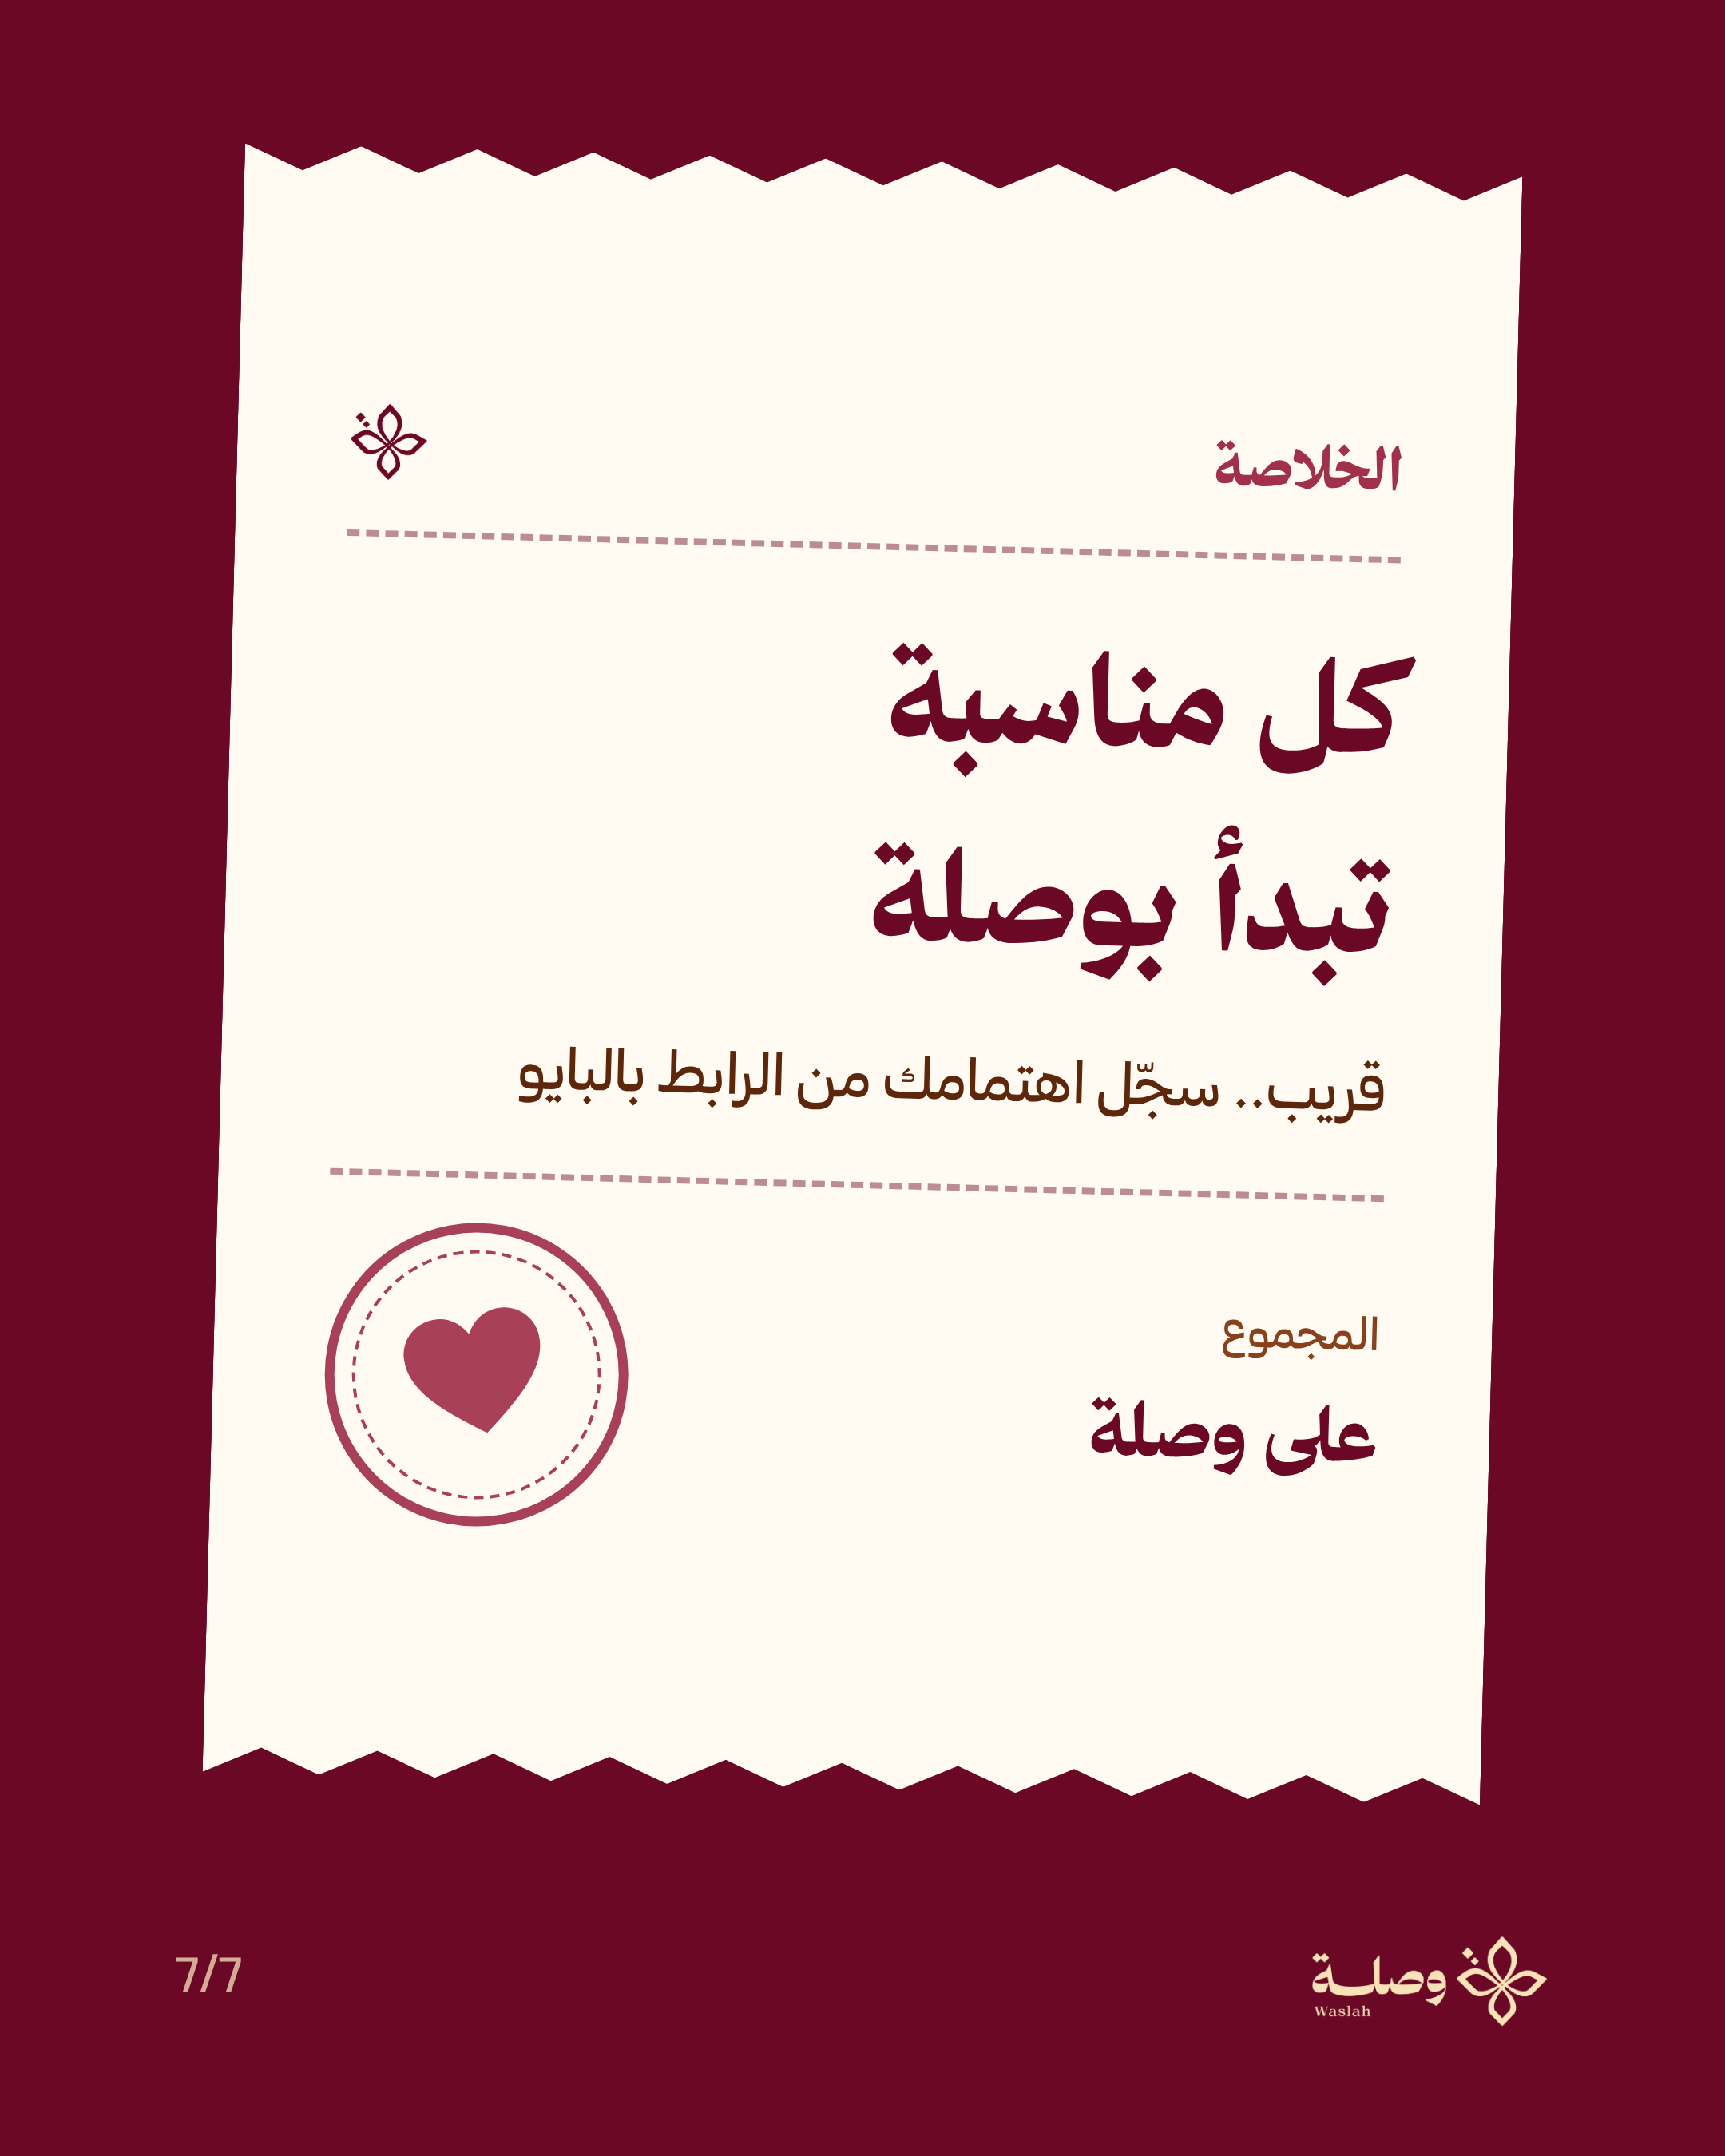 الخلاصة
كل مناسبة
تبدأ بوصلة
قريب.. سجّل اهتمامك من الرابط بالبايو
المجموع
على وصلة
وصلة
Waslah
7/7